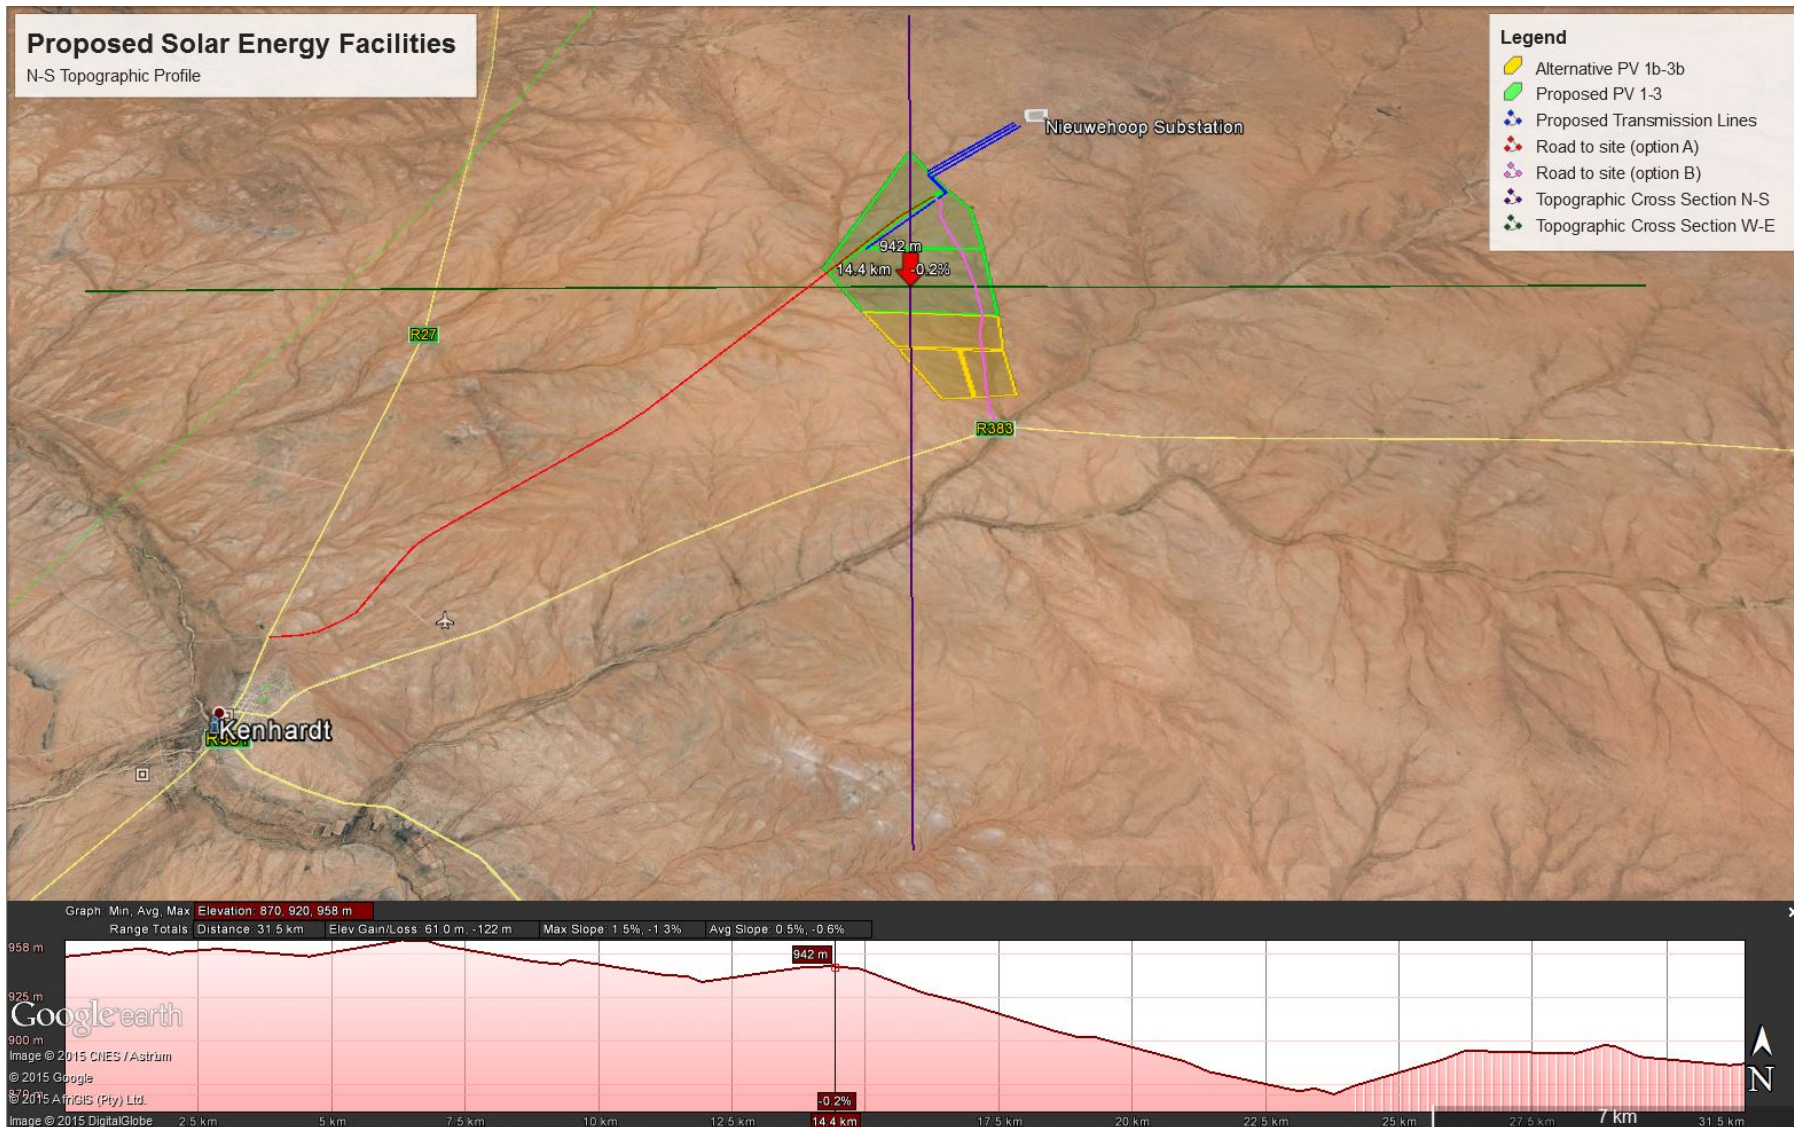 Proposed Solar Energy Facilities
N-S Topographic Profile
Legend
Alternative PV 1b-3b
Proposed PV 1-3
Proposed Transmission Lines
Road to site (option A)
Road to site (option B)
Topographic Cross Section N-S
Topographic Cross Section W-E
Nieuwehoop Substation
942 m
14.4 km -0.2%
R27
R383
Kenhardt
Graph: Min, Avg, Max Elevation: 870, 920, 958 m
Range Totals: Distance: 31.5 km Elev Gain/Loss: 61.0 m, -122 m Max Slope: 1.5%, -1.3% Avg Slope: 0.5%, -0.6%
958 m
942 m
925 m
Google earth
900 m
Image © 2015 CNES / Astrium
© 2015 Google
870 m
© 2015 AfriGIS (Pty) Ltd.
Image © 2015 DigitalGlobe
-0.2%
2.5 km 5 km 7.5 km 10 km 12.5 km 14.4 km 17.5 km 20 km 22.5 km 25 km 27.5 km 31.5 km
7 km
N